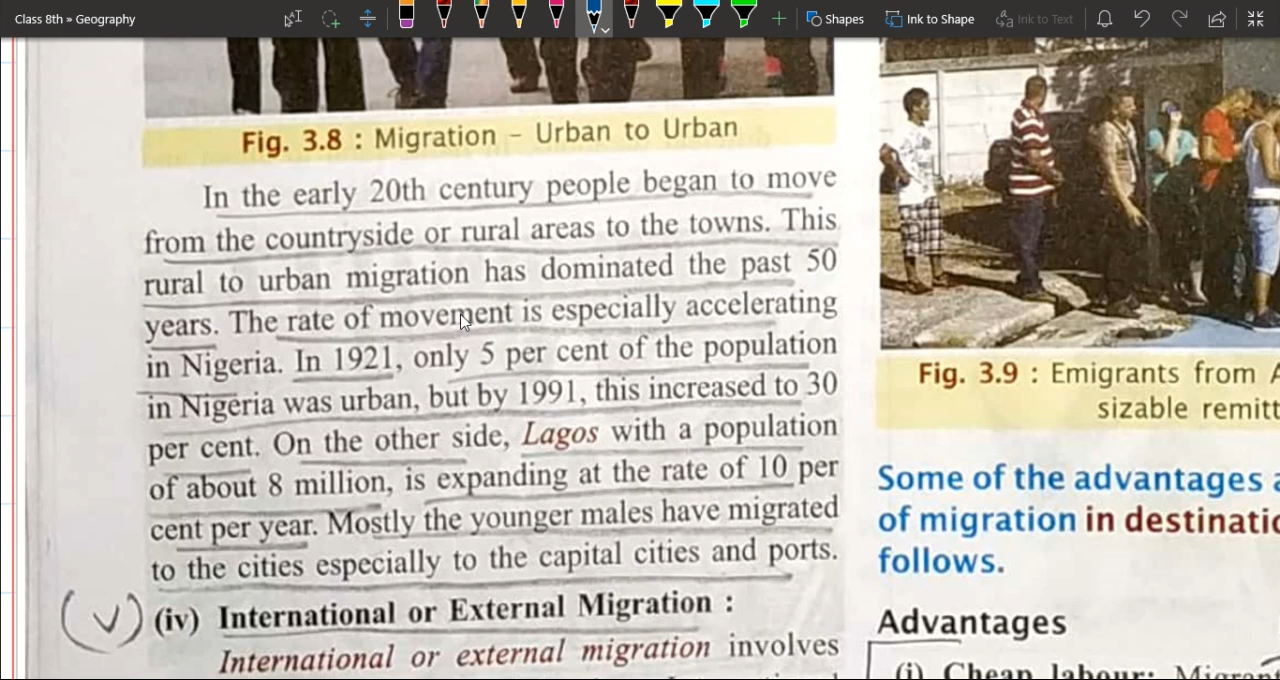 Class 8th » Geography
Shapes
Ink to Shape
Ink to Text
Fig. 3.8 : Migration – Urban to Urban
In the early 20th century people began to move
from the countryside or rural areas to the towns. This
rural to urban migration has dominated the past 50
years. The rate of movement is especially accelerating
in Nigeria. In 1921, only 5 per cent of the population
in Nigeria was urban, but by 1991, this increased to 30
per cent. On the other side, Lagos with a population
of about 8 million, is expanding at the rate of 10 per
cent per year. Mostly the younger males have migrated
to the cities especially to the capital cities and ports.
(v) (iv) International or External Migration :
International or external migration involves
Fig. 3.9 : Emigrants from
sizable
Some of the advantages
of migration in
follows.
Advantages
(i) Cheap labour: